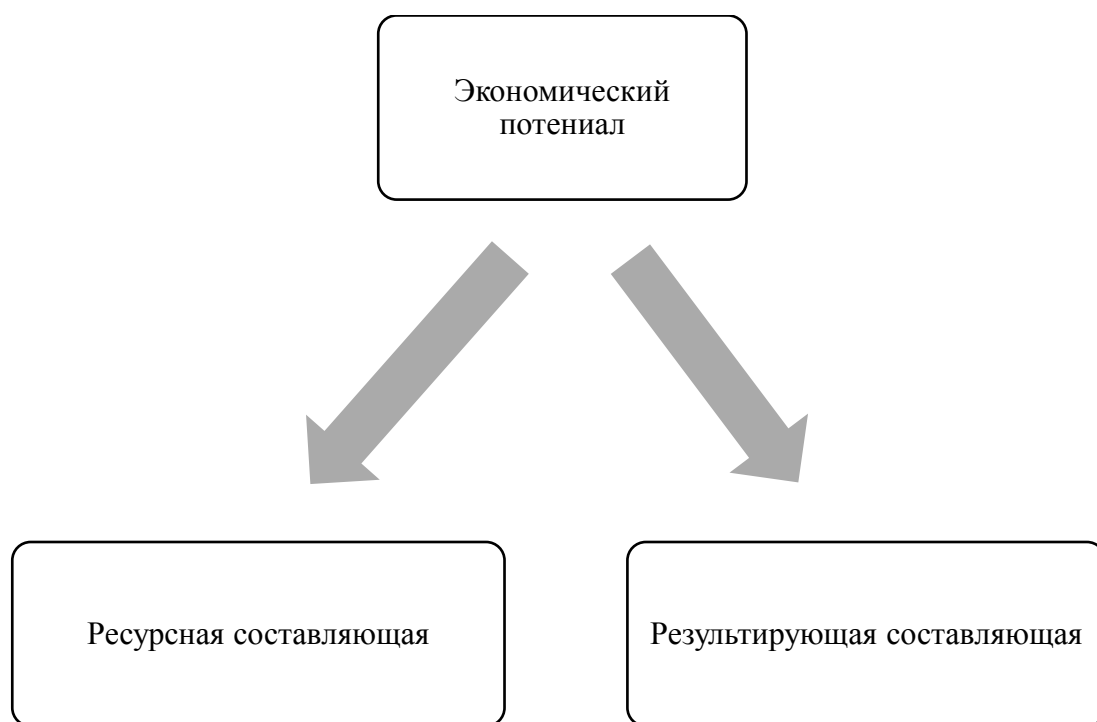 Экономический
потениал
Ресурсная составляющая
Результирующая составляющая